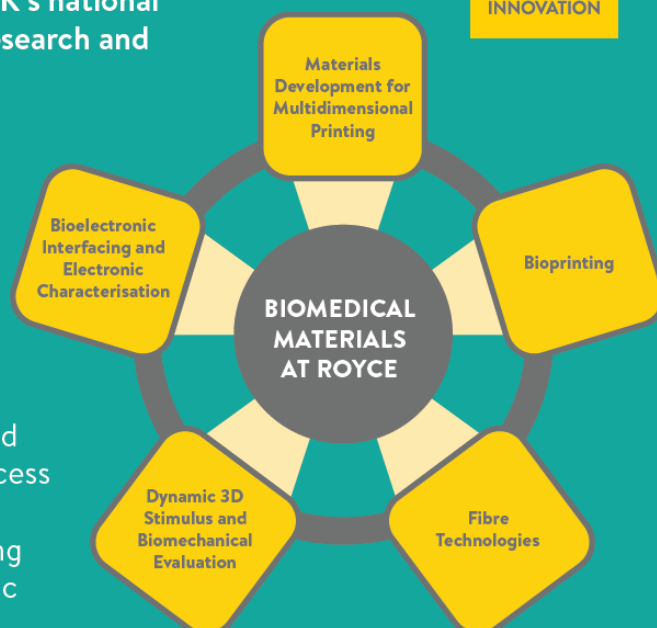 K's national
search and
INNOVATION
Materials
Development for
Multidimensional
Printing
Bioelectronic
Interfacing and
Electronic
Characterisation
Bioprinting
BIOMEDICAL
MATERIALS
AT ROYCE
d
cess
ng
c
Dynamic 3D
Stimulus and
Biomechanical
Evaluation
Fibre
Technologies